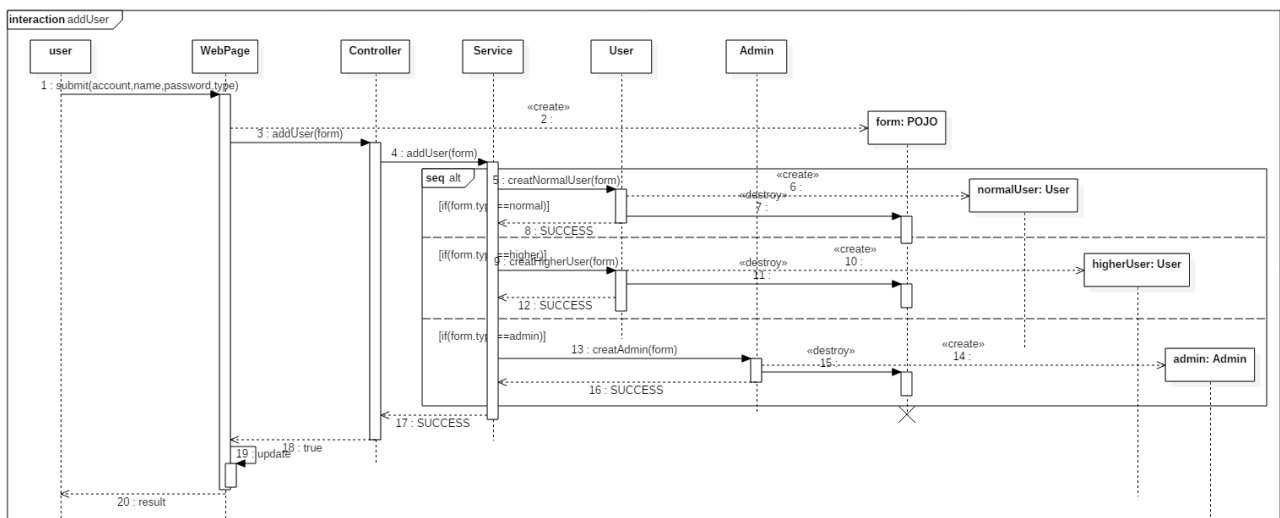 interaction addUser
user
WebPage
Controller
Service
User
Admin
1 : submit(account,name,password,type)
«create»
2 :
form: POJO
3 : addUser(form)
4 : addUser(form)
seq alt
5 : creatNormalUser(form)
«create»
6 :
normalUser: User
[if(form.type==normal)]
«destroy»
7 :
8 : SUCCESS
[if(form.type==higher)]
9 : creatHigherUser(form)
«create»
10 :
higherUser: User
«destroy»
11 :
12 : SUCCESS
[if(form.type==admin)]
13 : creatAdmin(form)
«create»
14 :
admin: Admin
«destroy»
15 :
16 : SUCCESS
17 : SUCCESS
18 : true
19 : update
20 : result